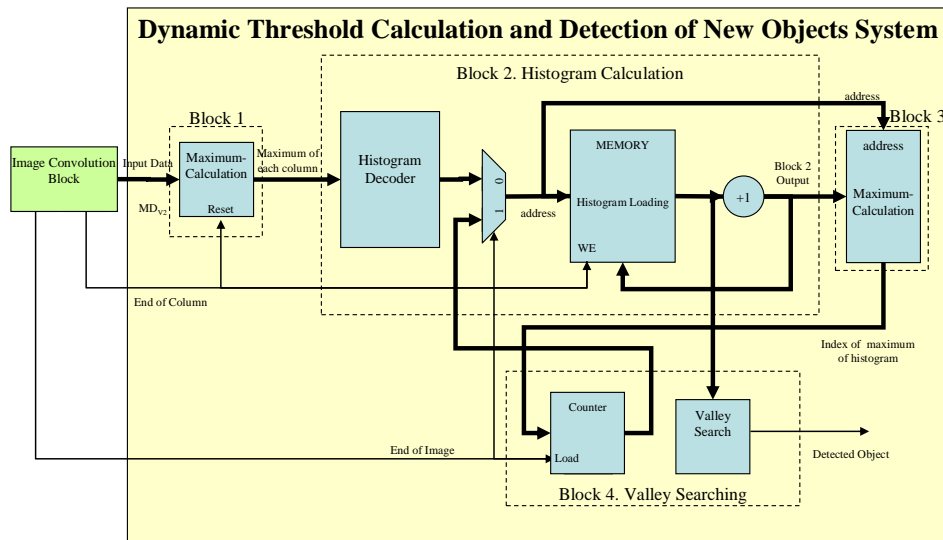 Dynamic Threshold Calculation and Detection of New Objects System
Block 2. Histogram Calculation
address
Block 1
Block 3
Image Convolution
Block
Input Data
MDV2
Maximum-
Calculation
Reset
Maximum of
each column
Histogram
Decoder
0
1
address
MEMORY
Histogram Loading
WE
+1
Block 2
Output
address
Maximum-
Calculation
End of Column
Index of maximum
of histogram
Counter
Load
Valley
Search
End of Image
Detected Object
Block 4. Valley Searching